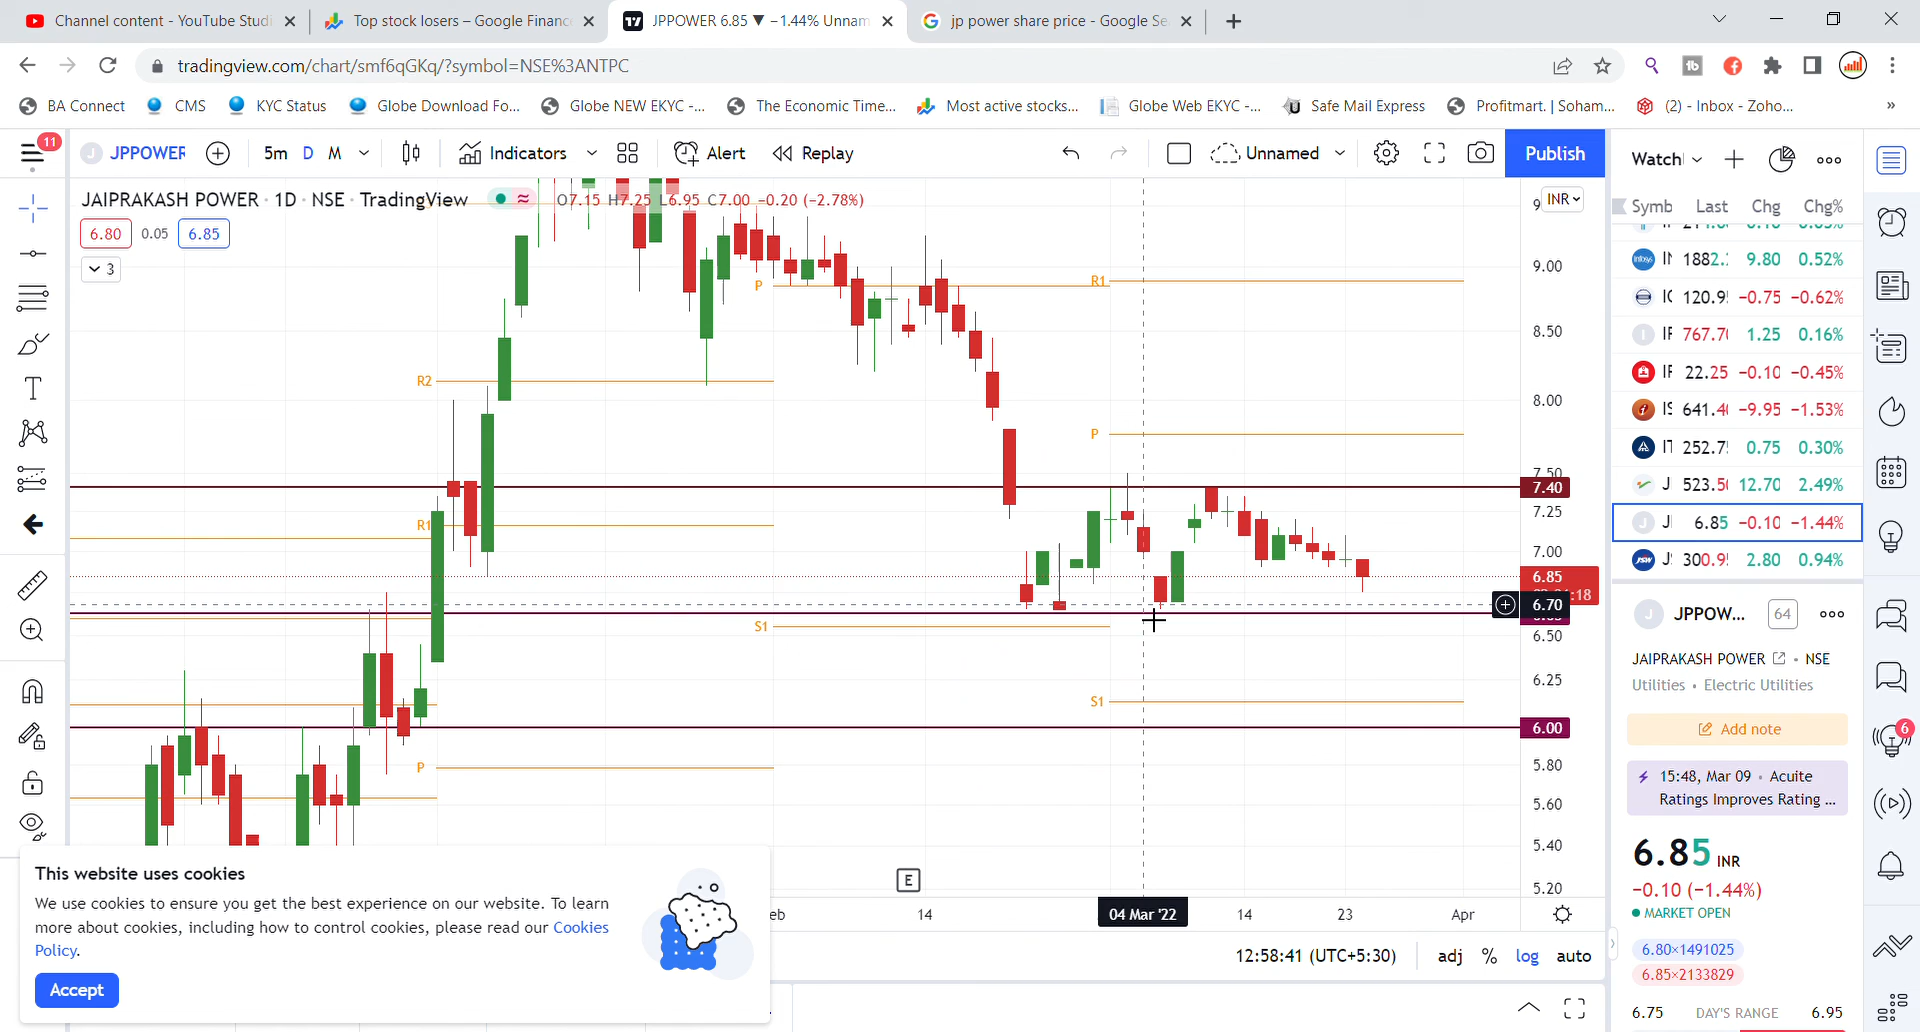 Channel content - YouTube Studi
Top stock losers – Google Financ
JPPOWER 6.85 ▼ −1.44% Unnam
jp power share price - Google Se
tradingview.com/chart/smf6qGKq/?symbol=NSE%3ANTPC
BA Connect
CMS
KYC Status
Globe Download Fo...
Globe NEW EKYC -...
The Economic Time...
Most active stocks...
Globe Web EKYC -...
Safe Mail Express
Profitmart. | Soham...
(2) - Inbox - Zoho...
»
11
JPPOWER
5m D M
Indicators
Alert
Replay
Unnamed
Publish
Watchl
JAIPRAKASH POWER · 1D · NSE · TradingView
O7.15 H7.25 L6.95 C7.00 −0.20 (−2.78%)
INR
6.80 0.05 6.85
3
Symb Last Chg Chg%
1882. 9.80 0.52%
120.9 −0.75 −0.62%
767.70 1.25 0.16%
22.25 −0.10 −0.45%
641.40 −9.95 −1.53%
252.7 0.75 0.30%
J 523.50 12.70 2.49%
6.85 −0.10 −1.44%
300.9 2.80 0.94%
9.00
8.50
8.00
7.50
7.40
7.25
7.00
6.85
6.70
6.50
6.25
6.00
5.80
5.60
5.40
5.20
R2
R1
P
P
S1
R1
P
S1
E
14
04 Mar '22
14
23
Apr
12:58:41 (UTC+5:30)
adj % log auto
This website uses cookies
We use cookies to ensure you get the best experience on our website. To learn
more about cookies, including how to control cookies, please read our Cookies
Policy.
Accept
J JPPOW... 64
JAIPRAKASH POWER • NSE
Utilities • Electric Utilities
Add note
15:48, Mar 09 • Acuite
Ratings Improves Rating ...
6.85 INR
−0.10 (−1.44%)
MARKET OPEN
6.80×1491025
6.85×2133829
6.75 DAY'S RANGE 6.95
6